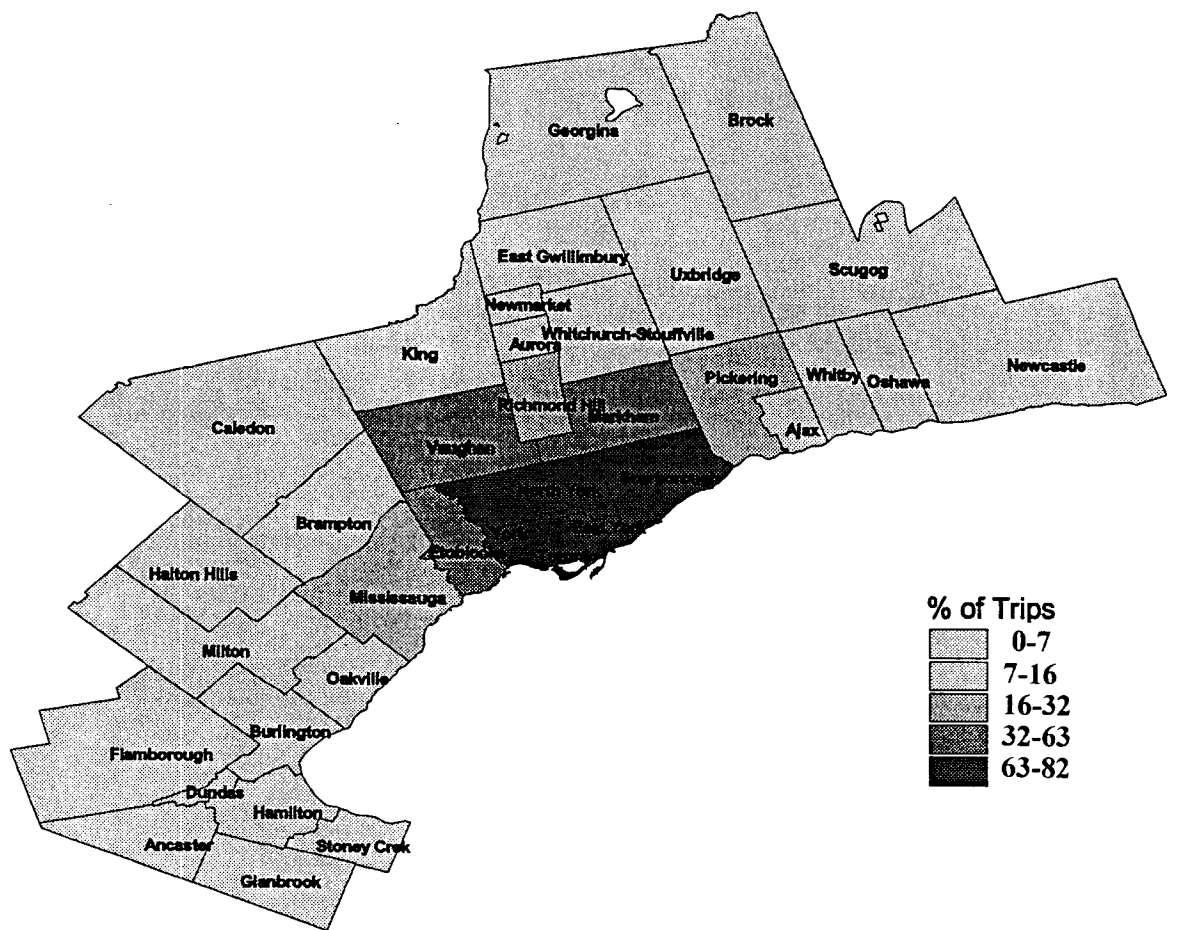 Georgina
Brock
East Gwillimbury
Uxbridge
Scugog
Newmarket
Whitchurch-Stouffville
Aurora
King
Pickering
Whitby
Oshawa
Newcastle
Richmond Hill
Markham
Caledon
Vaughan
Ajax
Scarborough
North York
Brampton
Etobicoke
Halton Hills
Mississauga
% of Trips
0-7
7-16
16-32
32-63
63-82
Milton
Oakville
Burlington
Flamborough
Dundas
Hamilton
Ancaster
Stoney Crek
Glanbrook